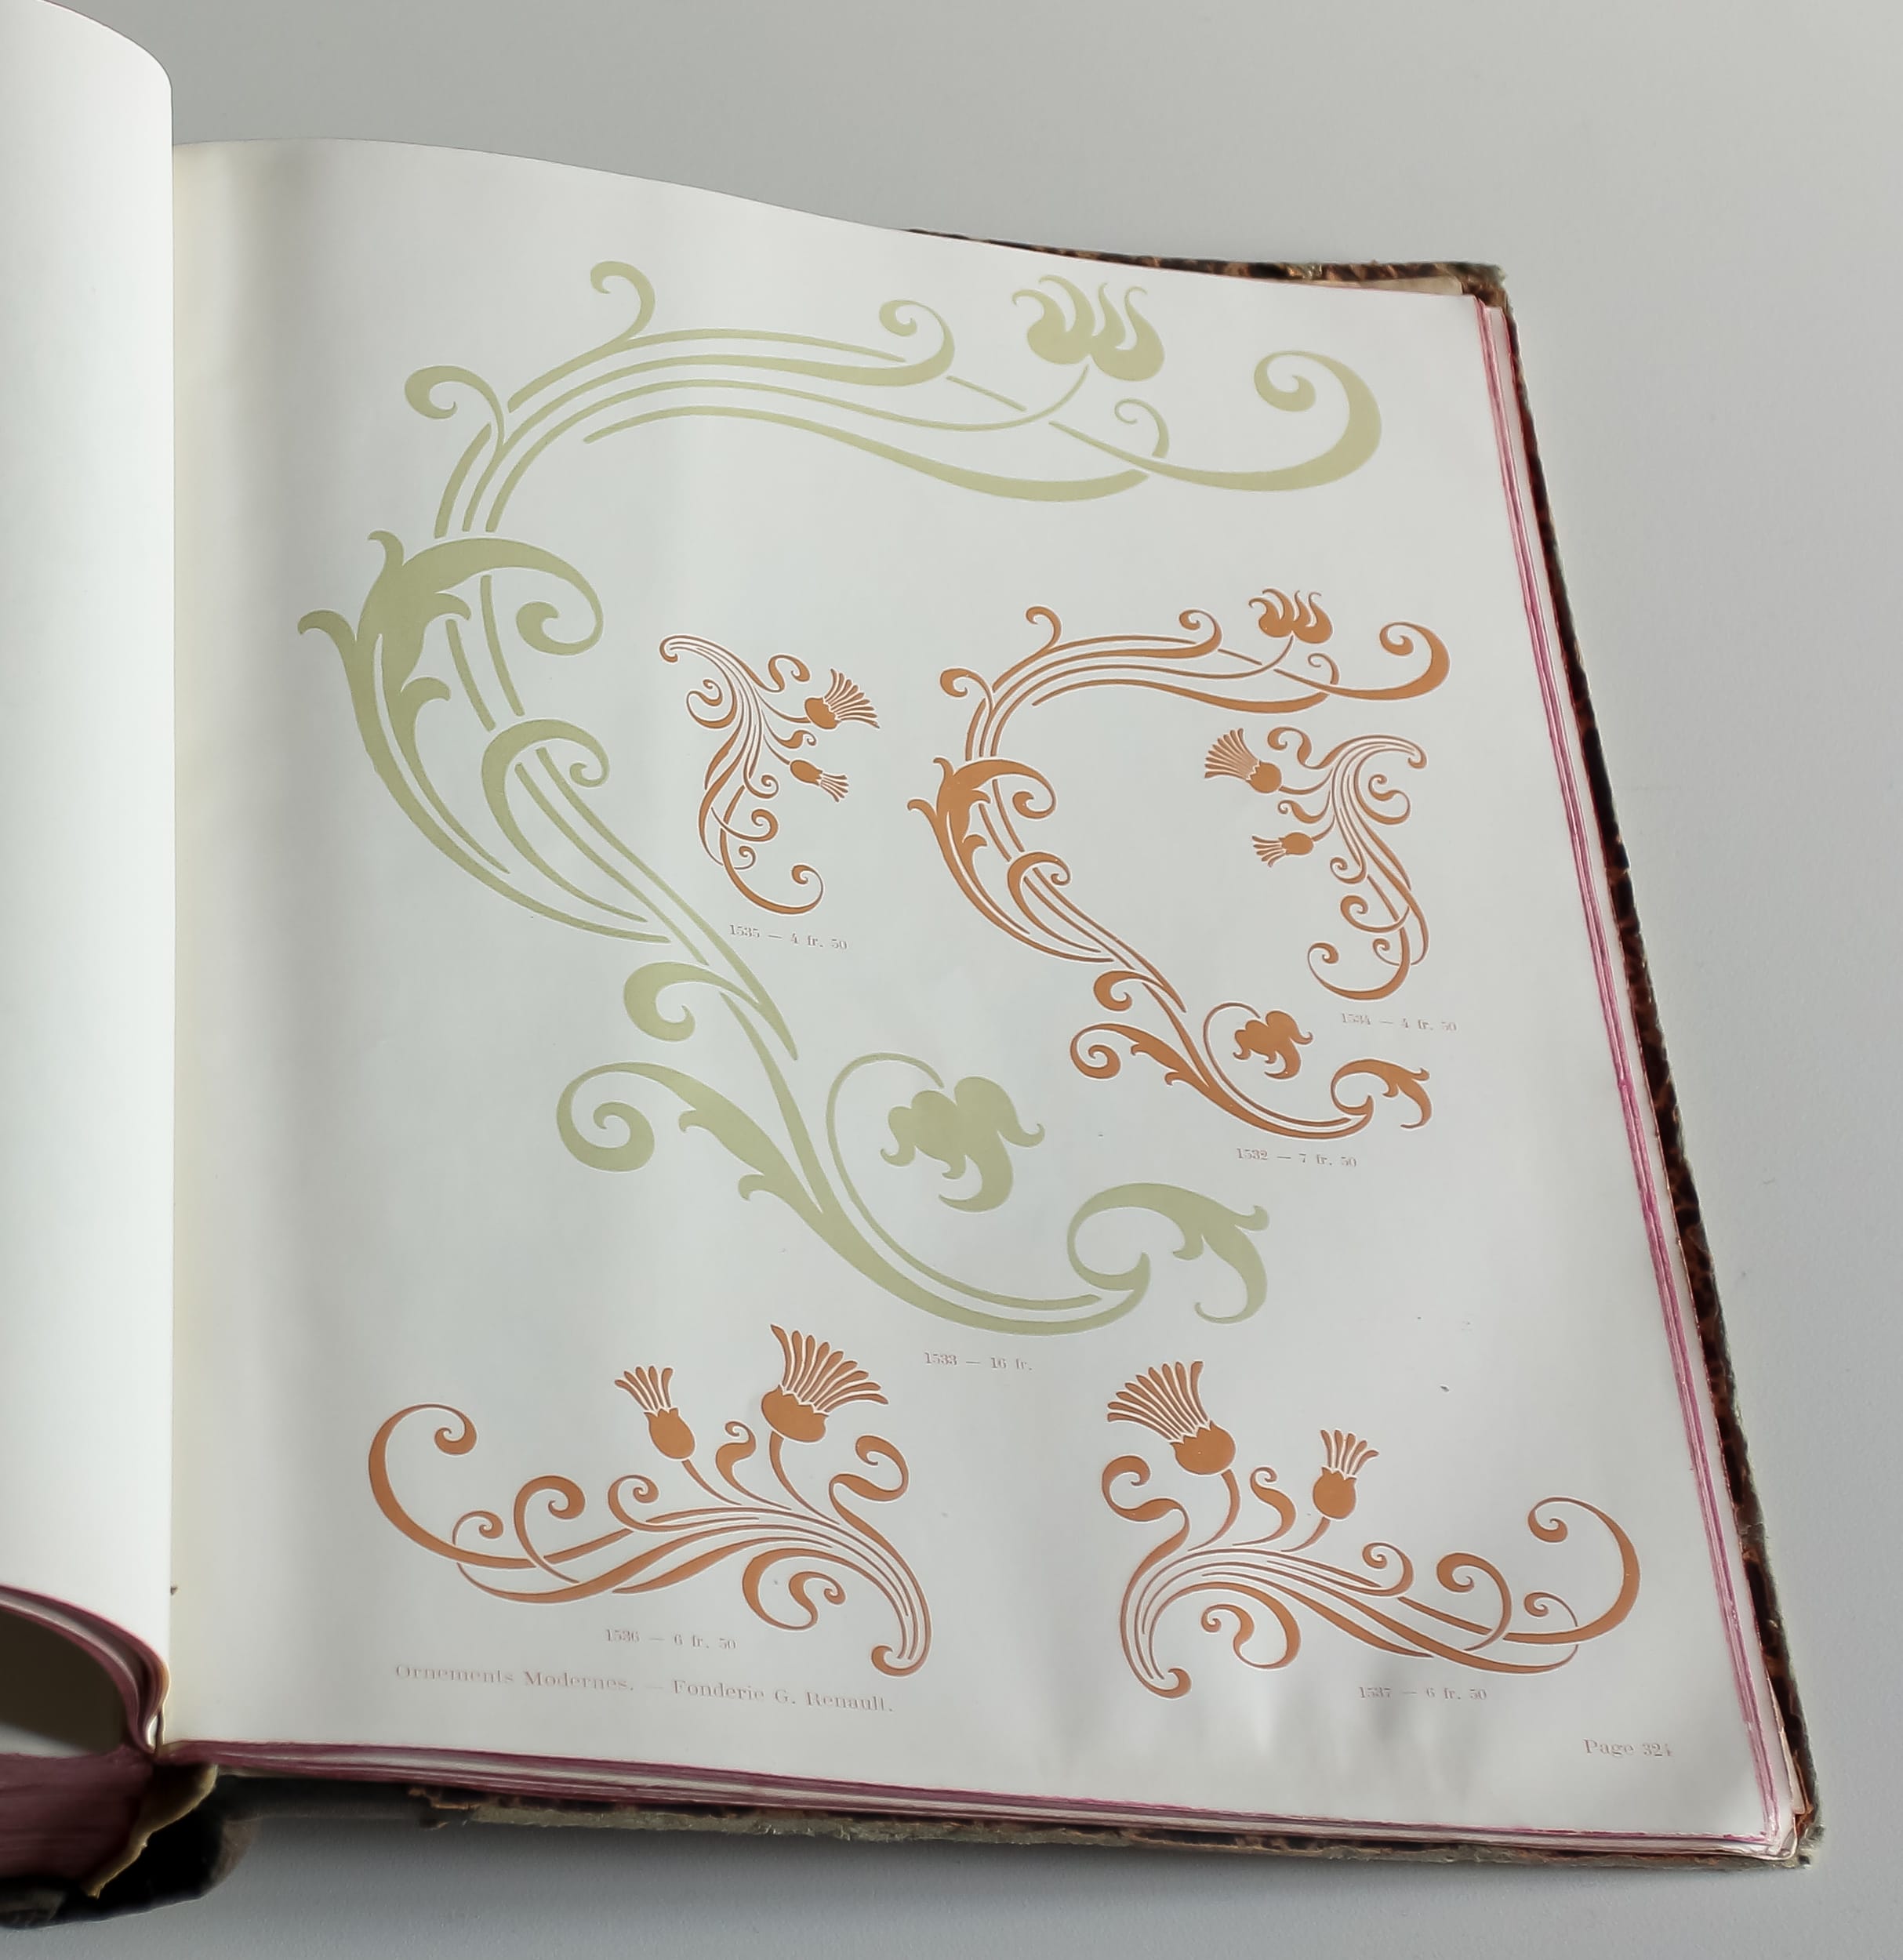 1535 — 4 fr. 50
1534 — 4 fr. 50
1532 — 7 fr. 50
1533 — 16 fr.
1536 — 6 fr. 50
1537 — 6 fr. 50
Ornements Modernes. — Fonderie G. Renault.
Page 324